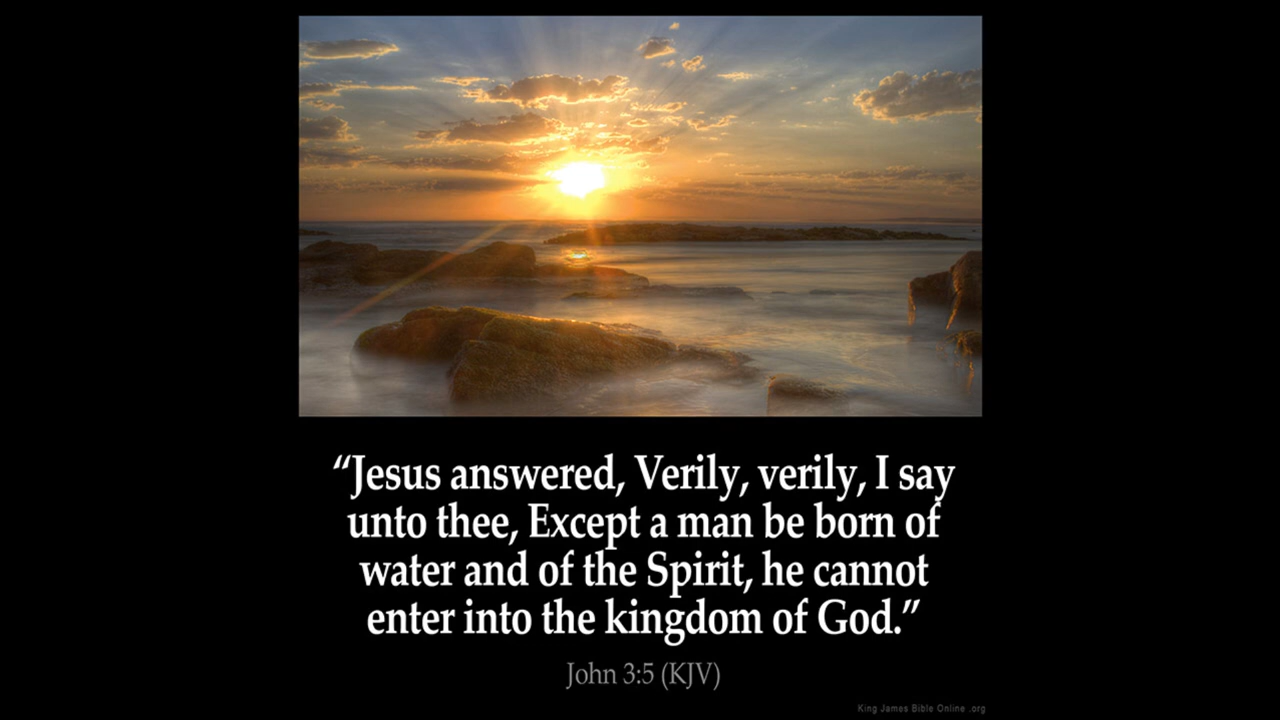 “Jesus answered, Verily, verily, I say
unto thee, Except a man be born of
water and of the Spirit, he cannot
enter into the kingdom of God.”
John 3:5 (KJV)
King James Bible Online .org